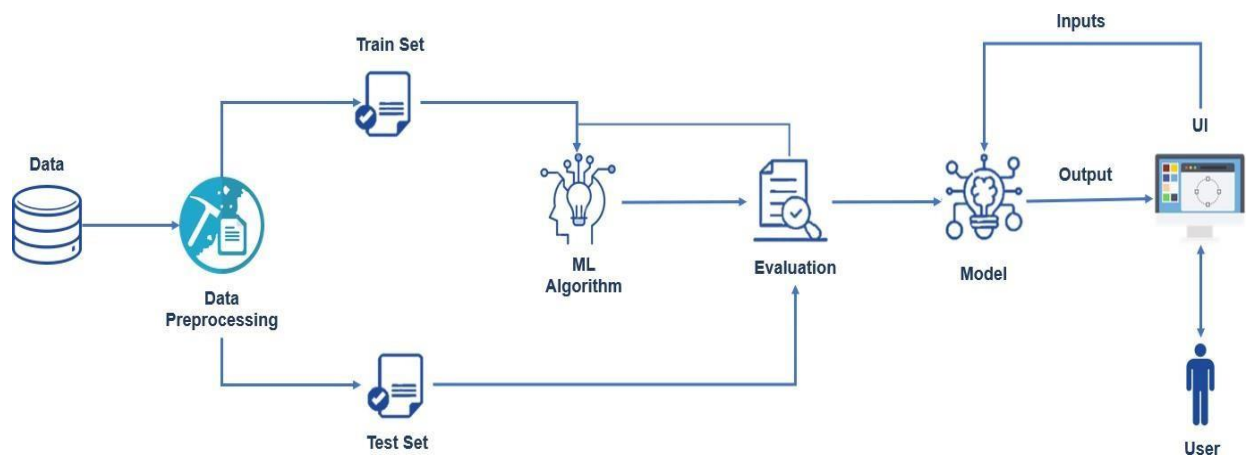 Inputs
Train Set
UI
Data
Output
ML
Algorithm
Evaluation
Model
Data
Preprocessing
Test Set
User